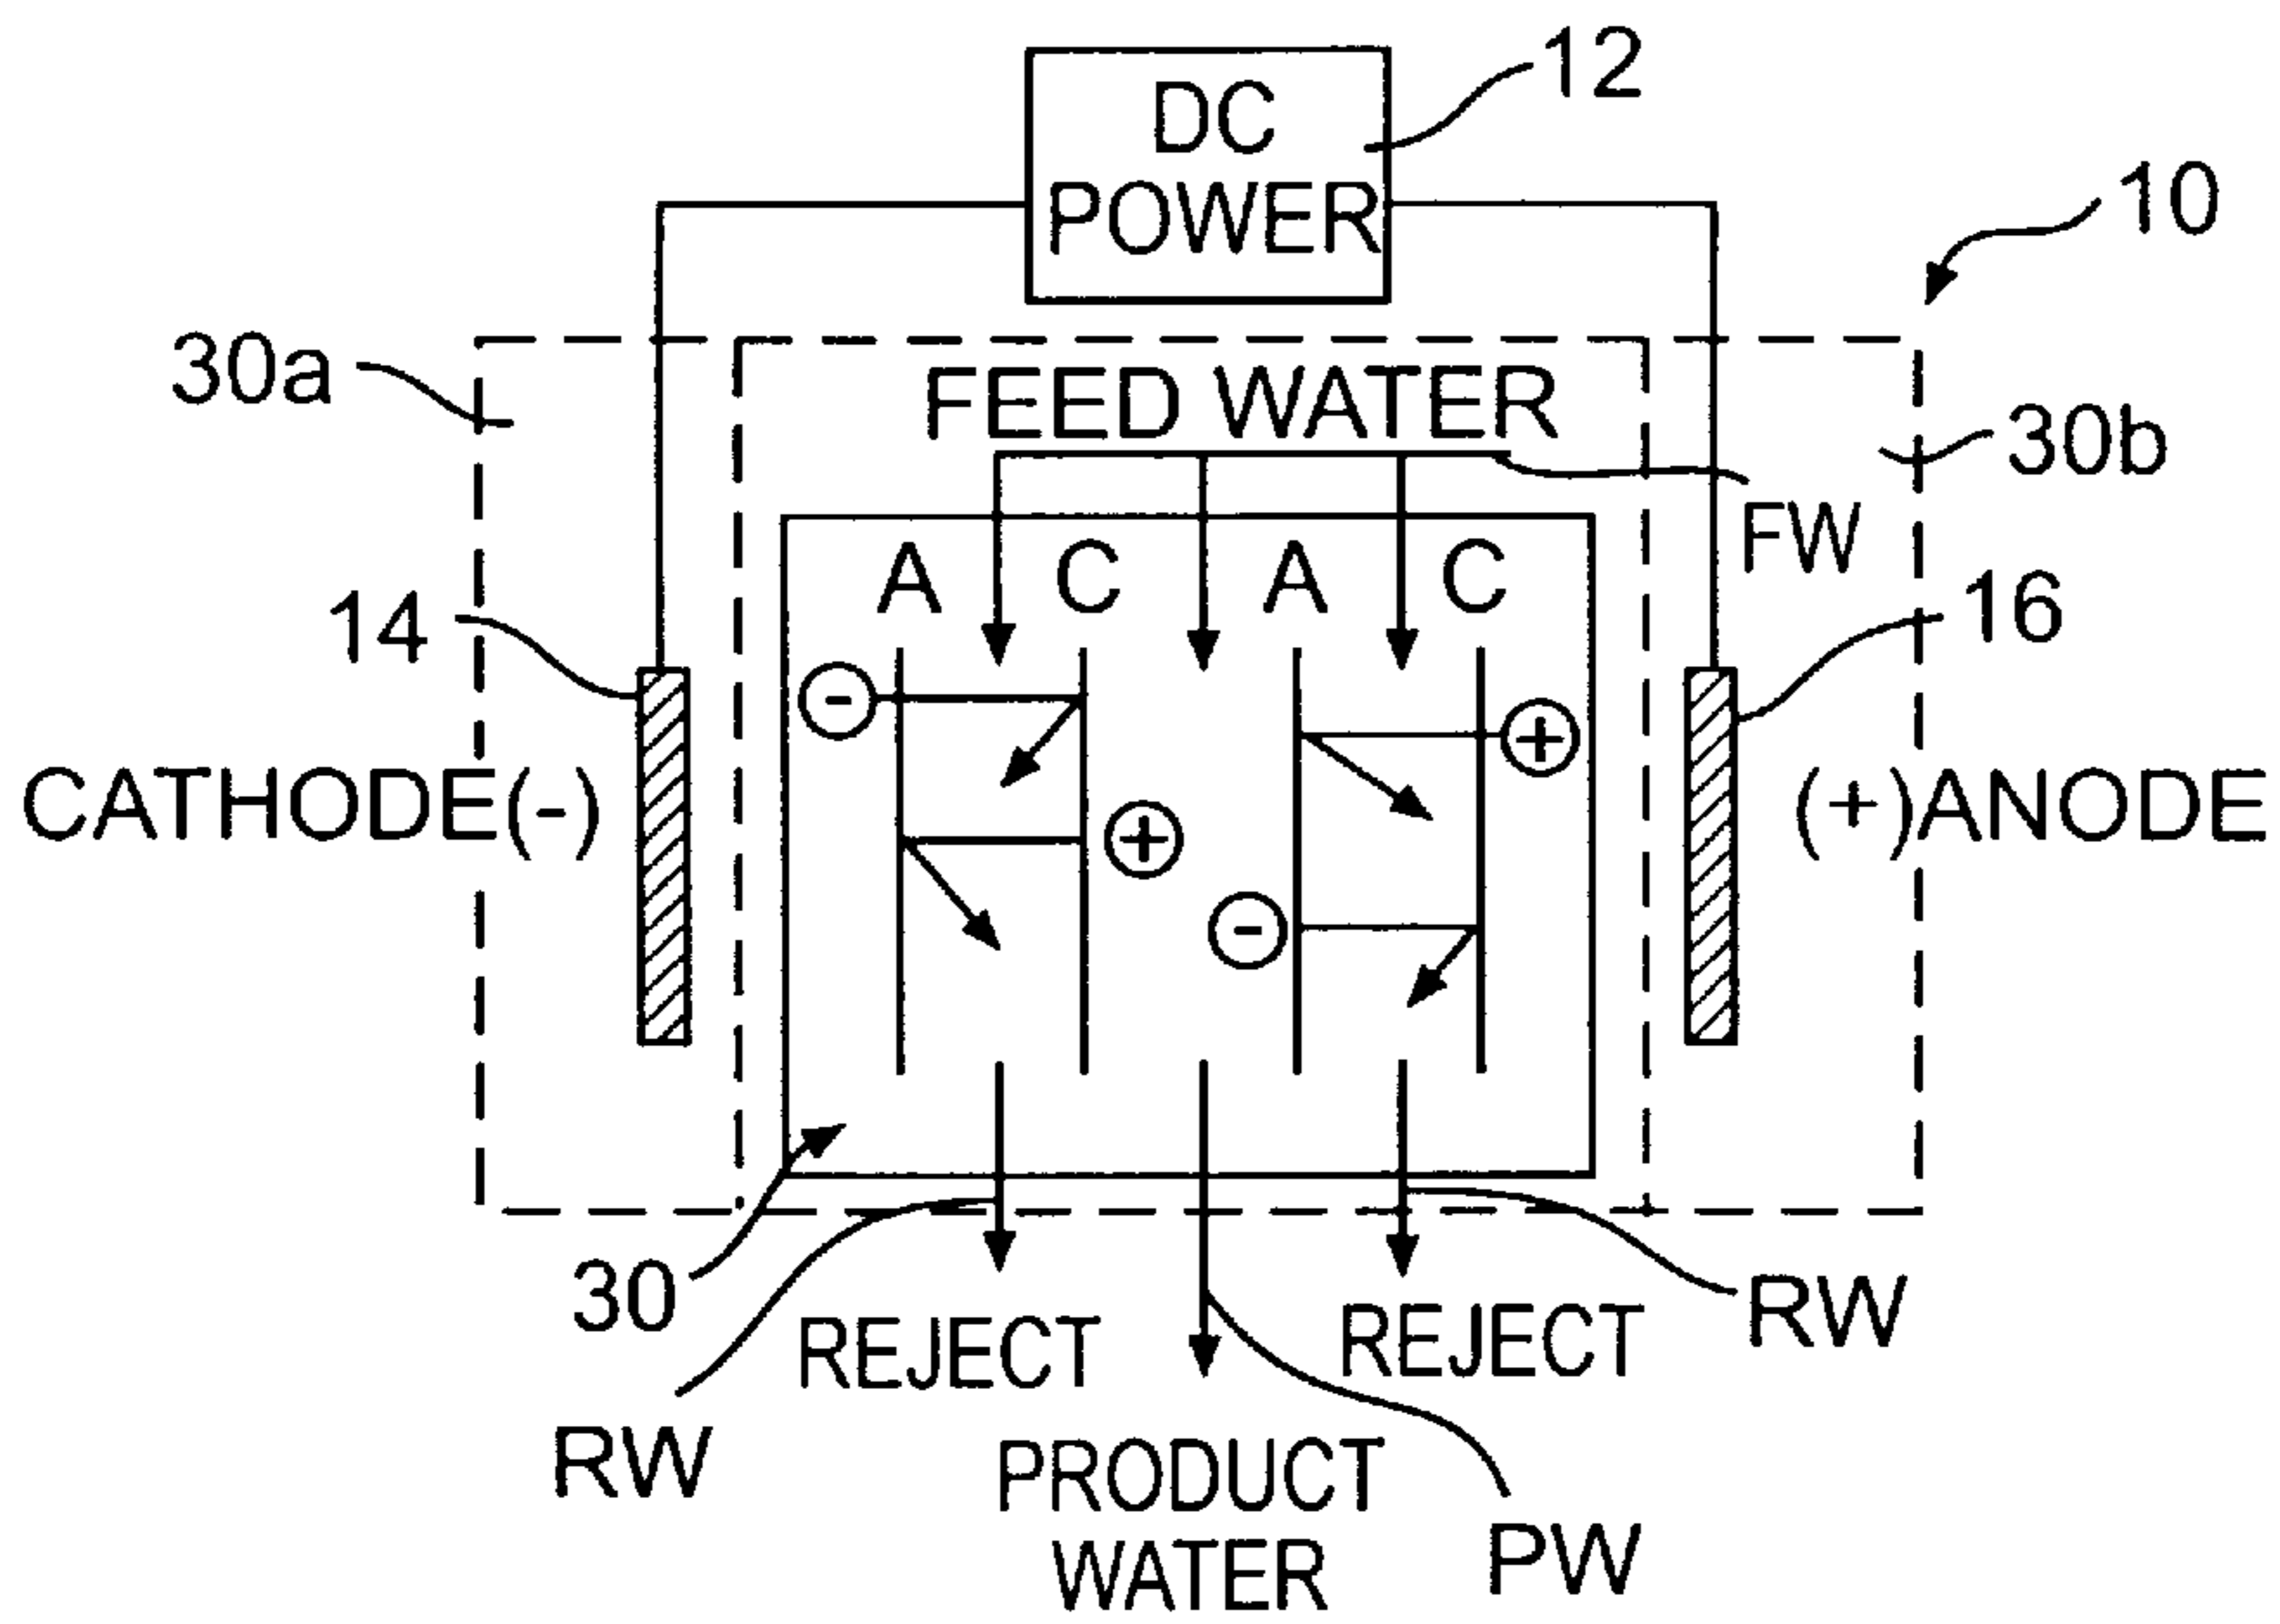 12
DC
POWER
10
30a
FEED WATER
30b
FW
A C A C
14
16
-
+
CATHODE(-)
+
(+)ANODE
-
30
REJECT
REJECT
RW
RW
PRODUCT
WATER
PW